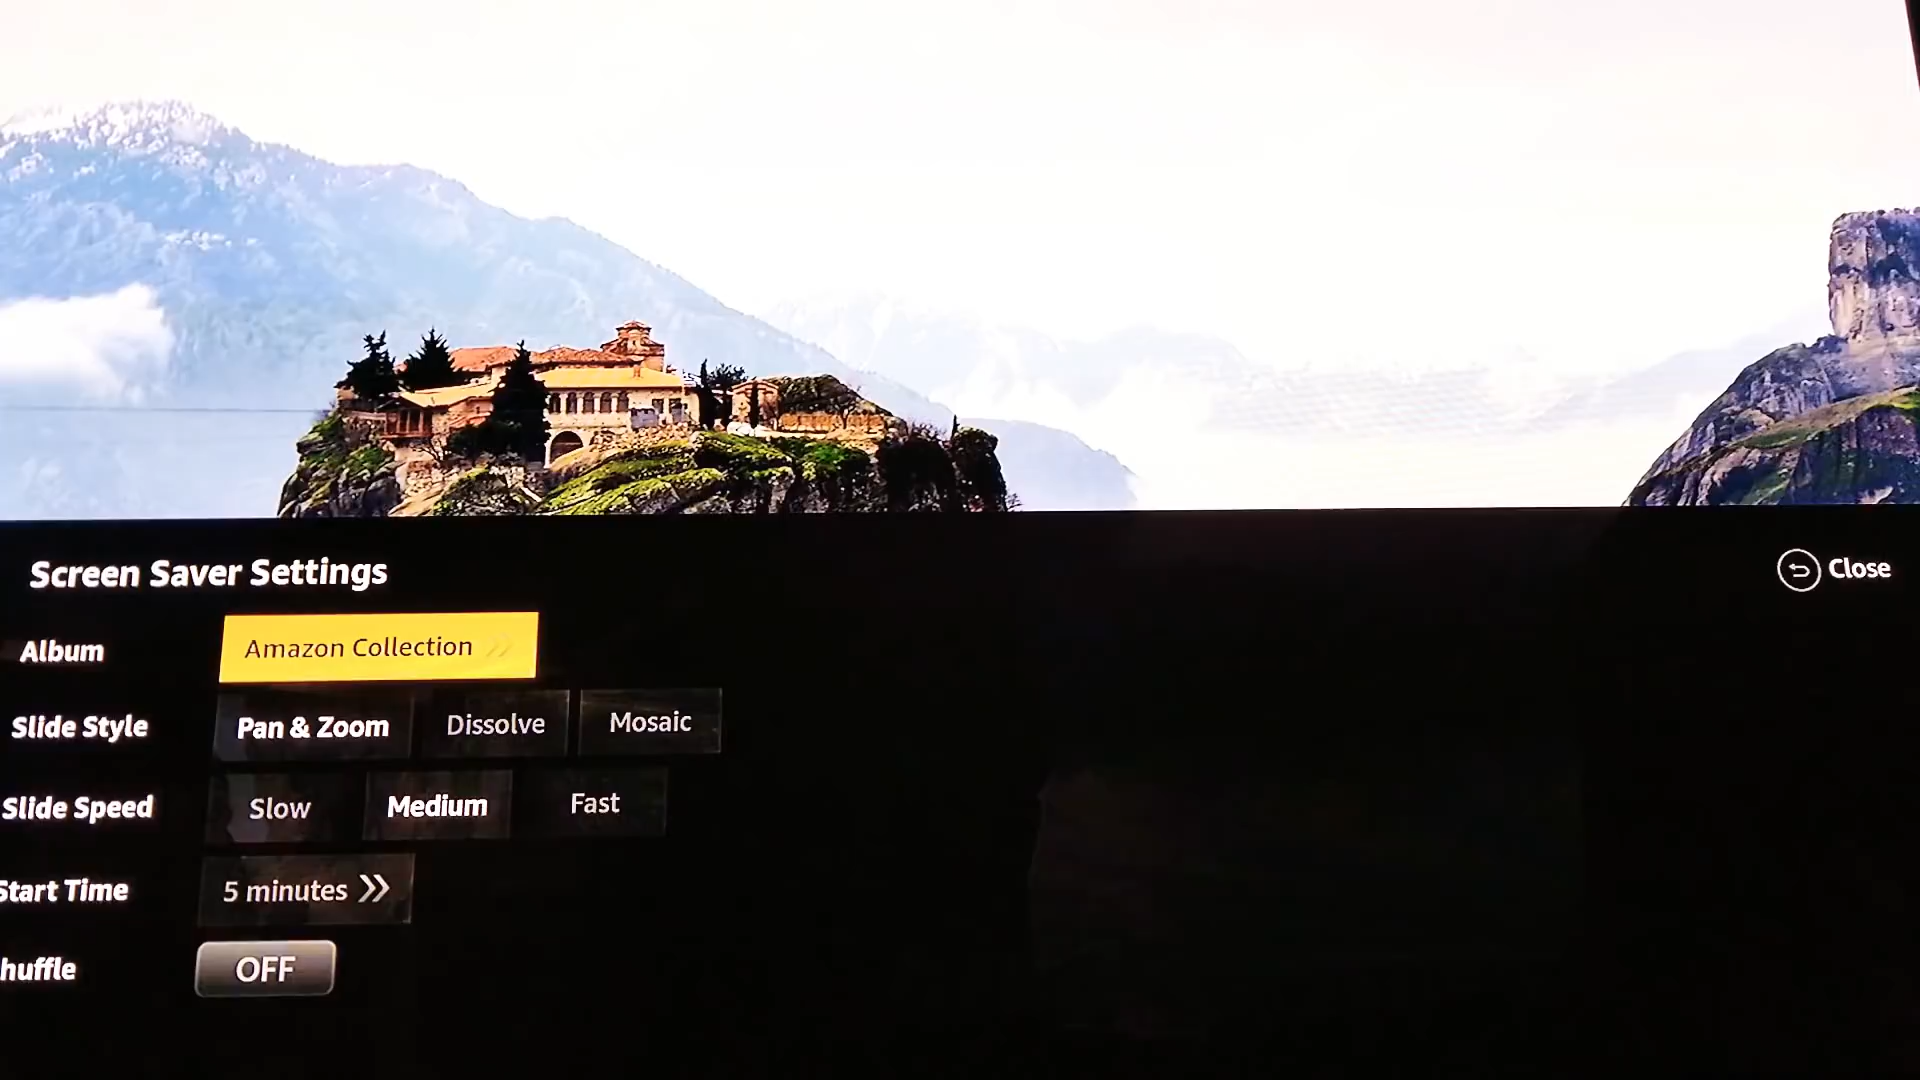 Screen Saver Settings
Close
Album Amazon Collection »
Slide Style Pan & Zoom Dissolve Mosaic
Slide Speed Slow Medium Fast
Start Time 5 minutes »
huffle OFF